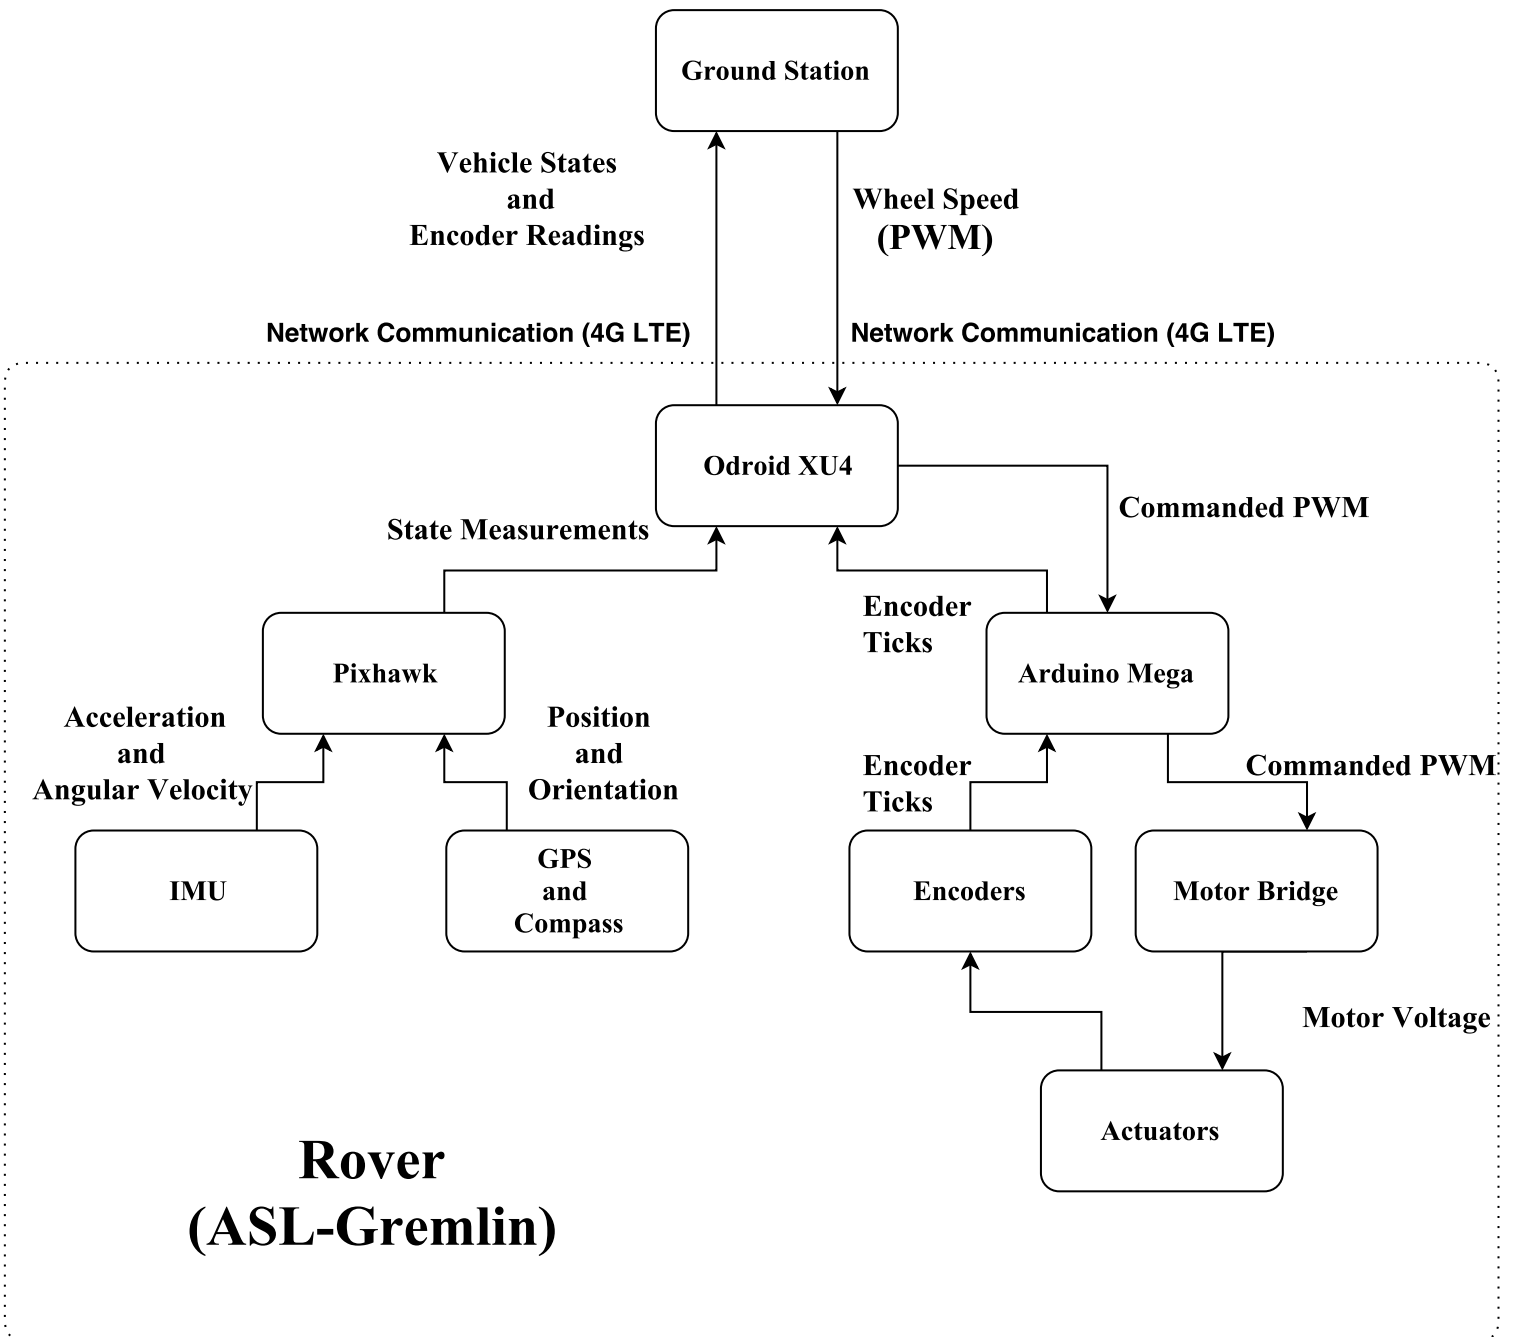 Ground Station
Vehicle States
and
Encoder Readings
Wheel Speed
(PWM)
Network Communication (4G LTE)
Network Communication (4G LTE)
Odroid XU4
Commanded PWM
State Measurements
Encoder
Ticks
Pixhawk
Arduino Mega
Acceleration
and
Angular Velocity
Position
and
Orientation
Encoder
Ticks
Commanded PWM
IMU
GPS
and
Compass
Encoders
Motor Bridge
Motor Voltage
Actuators
Rover
(ASL-Gremlin)